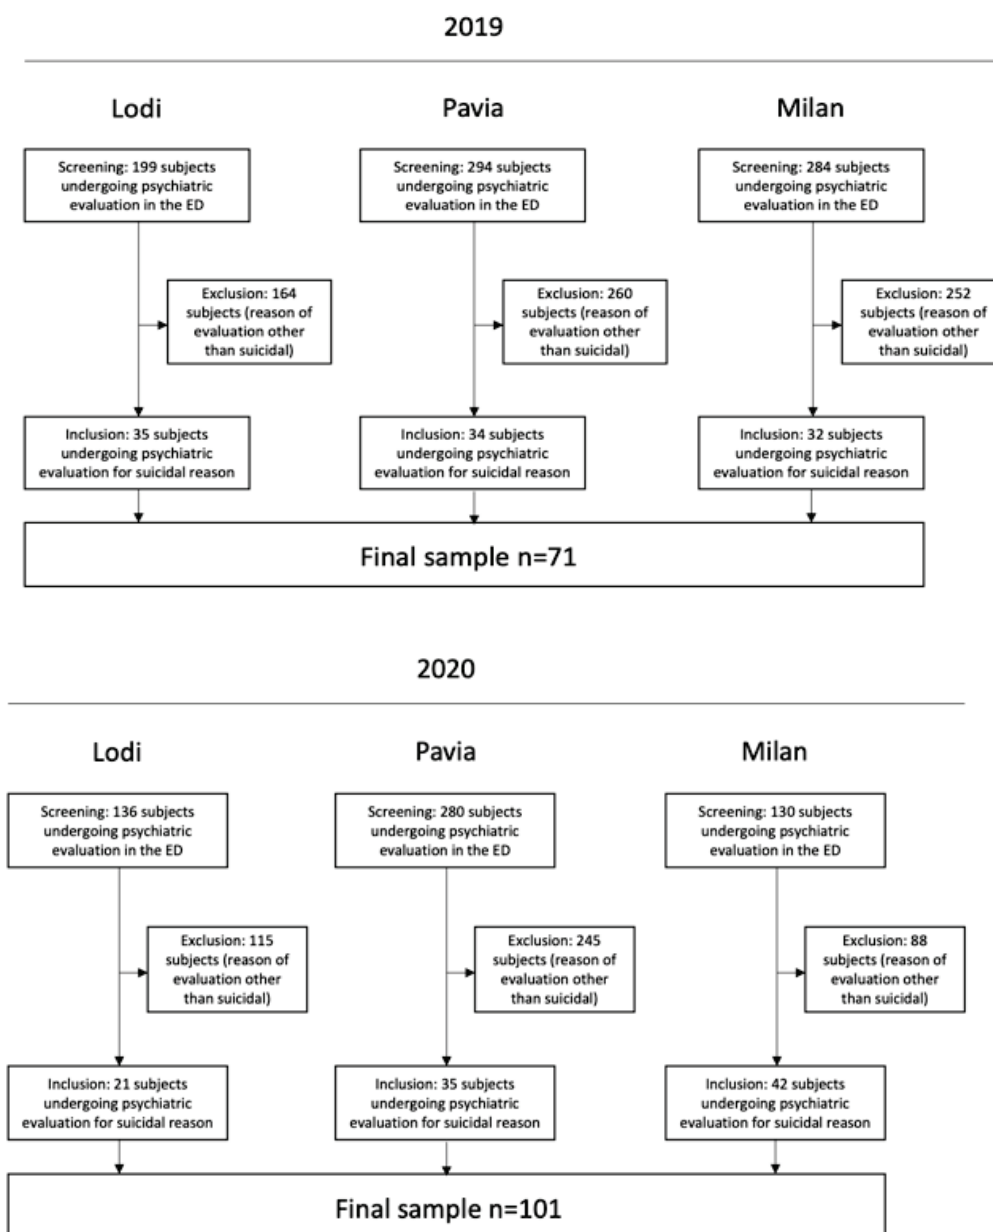 2019
Lodi
Pavia
Milan
Screening: 199 subjects
undergoing psychiatric
evaluation in the ED
Screening: 294 subjects
undergoing psychiatric
evaluation in the ED
Screening: 284 subjects
undergoing psychiatric
evaluation in the ED
Exclusion: 164
subjects (reason of
evaluation other
than suicidal)
Exclusion: 260
subjects (reason of
evaluation other
than suicidal)
Exclusion: 252
subjects (reason of
evaluation other
than suicidal)
Inclusion: 35 subjects
undergoing psychiatric
evaluation for suicidal reason
Inclusion: 34 subjects
undergoing psychiatric
evaluation for suicidal reason
Inclusion: 32 subjects
undergoing psychiatric
evaluation for suicidal reason
Final sample n=71
2020
Lodi
Pavia
Milan
Screening: 136 subjects
undergoing psychiatric
evaluation in the ED
Screening: 280 subjects
undergoing psychiatric
evaluation in the ED
Screening: 130 subjects
undergoing psychiatric
evaluation in the ED
Exclusion: 115
subjects (reason of
evaluation other
than suicidal)
Exclusion: 245
subjects (reason of
evaluation other
than suicidal)
Exclusion: 88
subjects (reason of
evaluation other
than suicidal)
Inclusion: 21 subjects
undergoing psychiatric
evaluation for suicidal reason
Inclusion: 35 subjects
undergoing psychiatric
evaluation for suicidal reason
Inclusion: 42 subjects
undergoing psychiatric
evaluation for suicidal reason
Final sample n=101